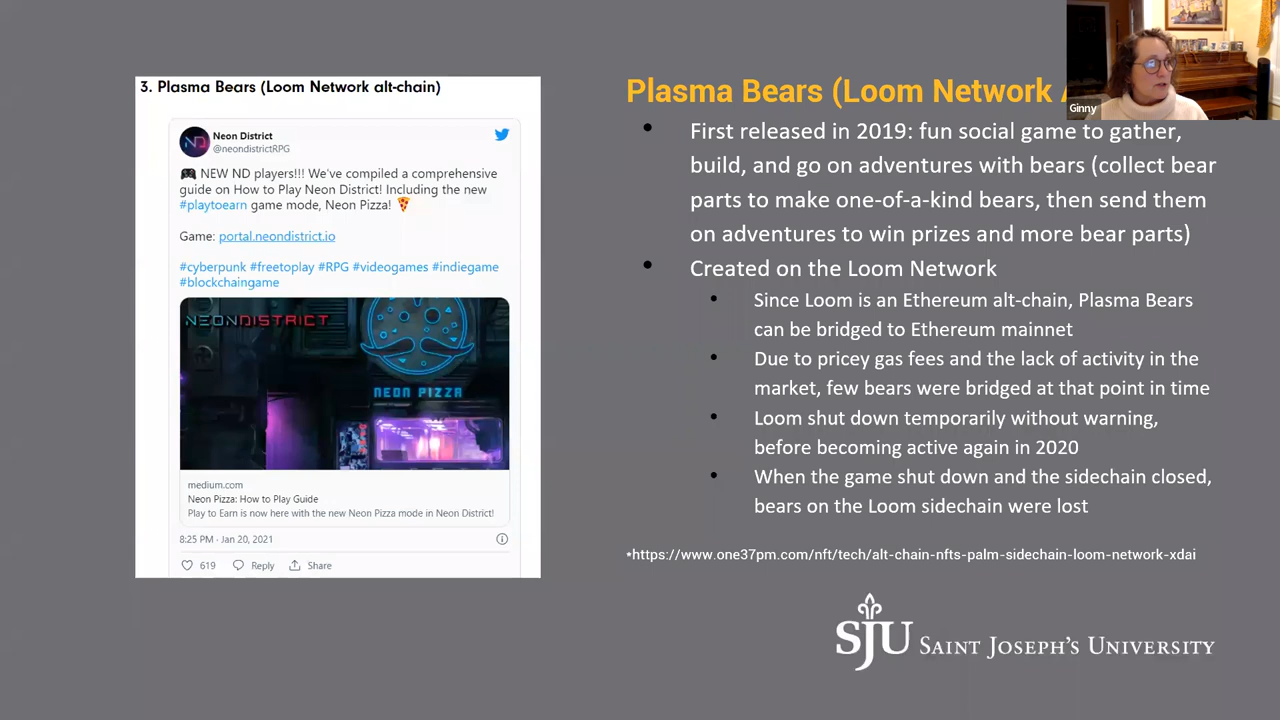 3. Plasma Bears (Loom Network alt-chain)
Neon District
@neondistrictRPG
🎮 NEW ND players!!! We've compiled a comprehensive
guide on How to Play Neon District! Including the new
#playtoearn game mode, Neon Pizza! 🍕
Game: portal.neondistrict.io
#cyberpunk #freetoplay #RPG #videogames #indiegame
#blockchaingame
NEONDISTRICT
NEON PIZZA
medium.com
Neon Pizza: How to Play Guide
Play to Earn is now here with the new Neon Pizza mode in Neon District!
8:25 PM · Jan 20, 2021
619 Reply Share
Plasma Bears (Loom Network
Ginny
• First released in 2019: fun social game to gather,
build, and go on adventures with bears (collect bear
parts to make one-of-a-kind bears, then send them
on adventures to win prizes and more bear parts)
• Created on the Loom Network
• Since Loom is an Ethereum alt-chain, Plasma Bears
can be bridged to Ethereum mainnet
• Due to pricey gas fees and the lack of activity in the
market, few bears were bridged at that point in time
• Loom shut down temporarily without warning,
before becoming active again in 2020
• When the game shut down and the sidechain closed,
bears on the Loom sidechain were lost
*https://www.one37pm.com/nft/tech/alt-chain-nfts-palm-sidechain-loom-network-xdai
SJU SAINT JOSEPH'S UNIVERSITY